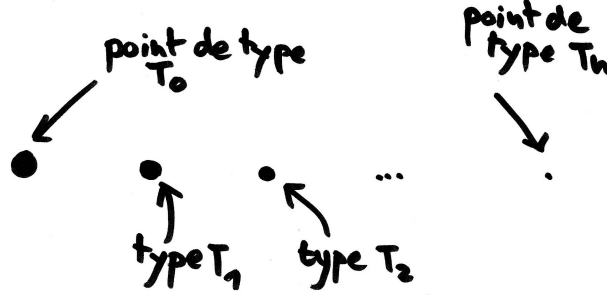 point de type
T₀
point de
type Tₙ
...
type T₁
type T₂